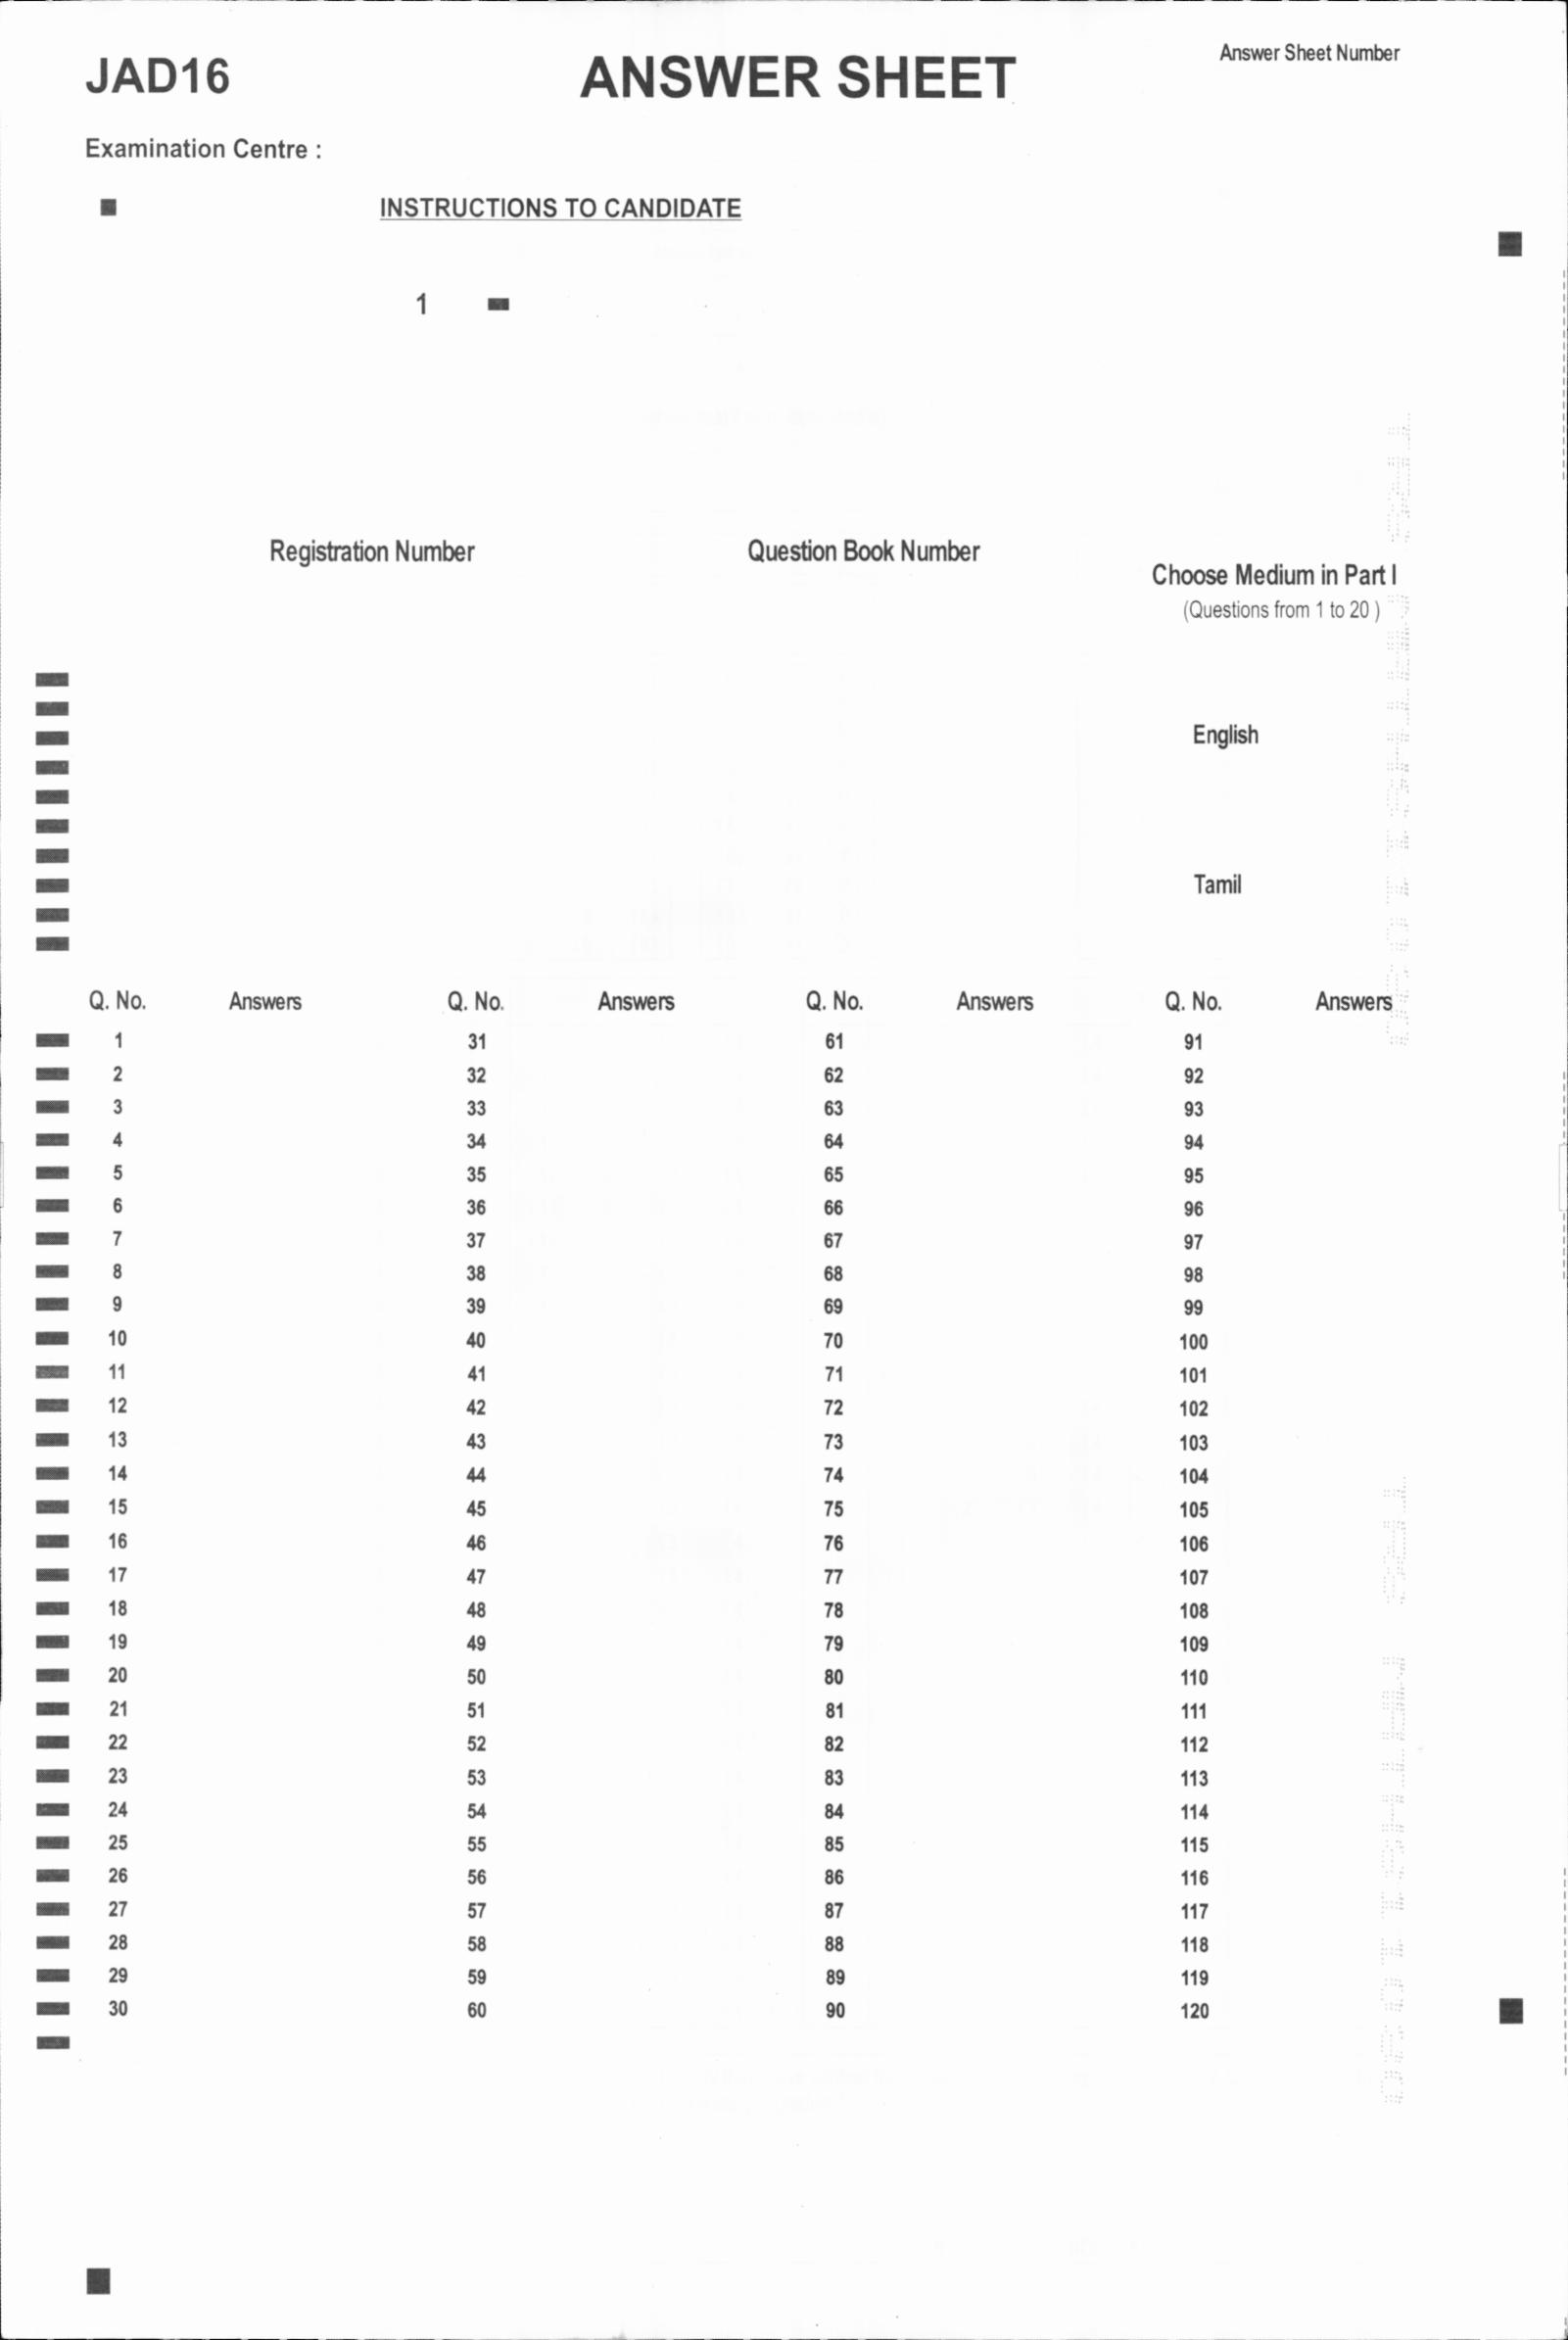 JAD16 ANSWER SHEET Answer Sheet Number
Examination Centre :
INSTRUCTIONS TO CANDIDATE
1
Registration Number Question Book Number
Choose Medium in Part I
(Questions from 1 to 20 )
English
Tamil
Q. No. Answers Q. No. Answers Q. No. Answers Q. No. Answers
1 31 61 91
2 32 62 92
3 33 63 93
4 34 64 94
5 35 65 95
6 36 66 96
7 37 67 97
8 38 68 98
9 39 69 99
10 40 70 100
11 41 71 101
12 42 72 102
13 43 73 103
14 44 74 104
15 45 75 105
16 46 76 106
17 47 77 107
18 48 78 108
19 49 79 109
20 50 80 110
21 51 81 111
22 52 82 112
23 53 83 113
24 54 84 114
25 55 85 115
26 56 86 116
27 57 87 117
28 58 88 118
29 59 89 119
30 60 90 120